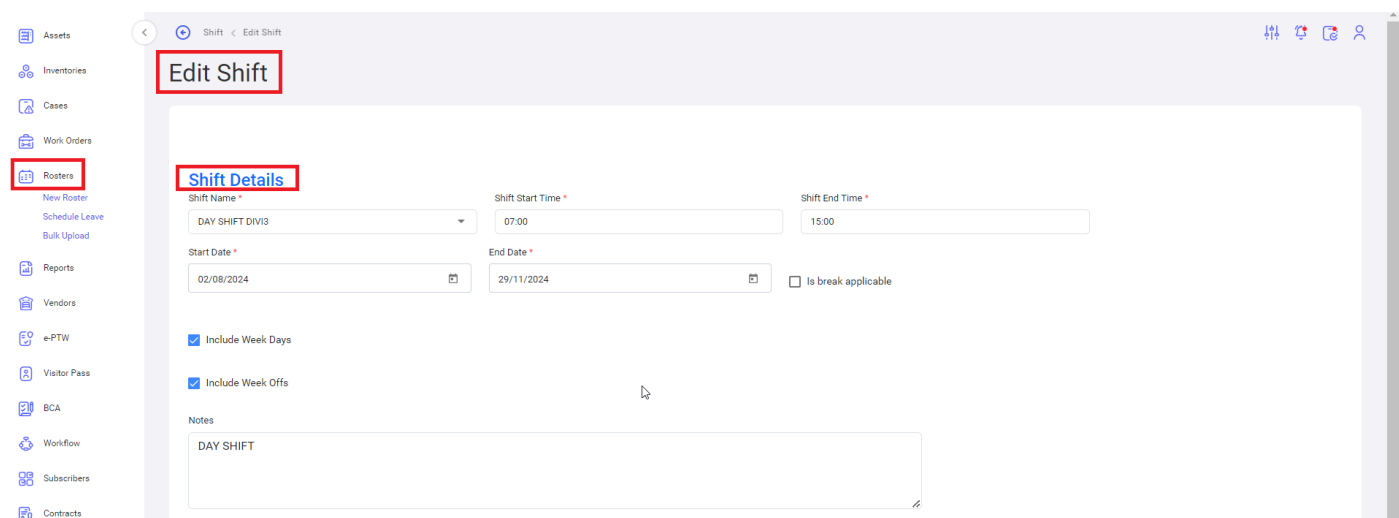 Assets
Inventories
Cases
Work Orders
Rosters
New Roster
Schedule Leave
Bulk Upload
Reports
Vendors
e-PTW
Visitor Pass
BCA
Workflow
Subscribers
Contracts
Shift < Edit Shift
Edit Shift
Shift Details
Shift Name * Shift Start Time * Shift End Time *
DAY SHIFT DIVI3 07:00 15:00
Start Date * End Date *
02/08/2024 29/11/2024 Is break applicable
Include Week Days
Include Week Offs
Notes
DAY SHIFT